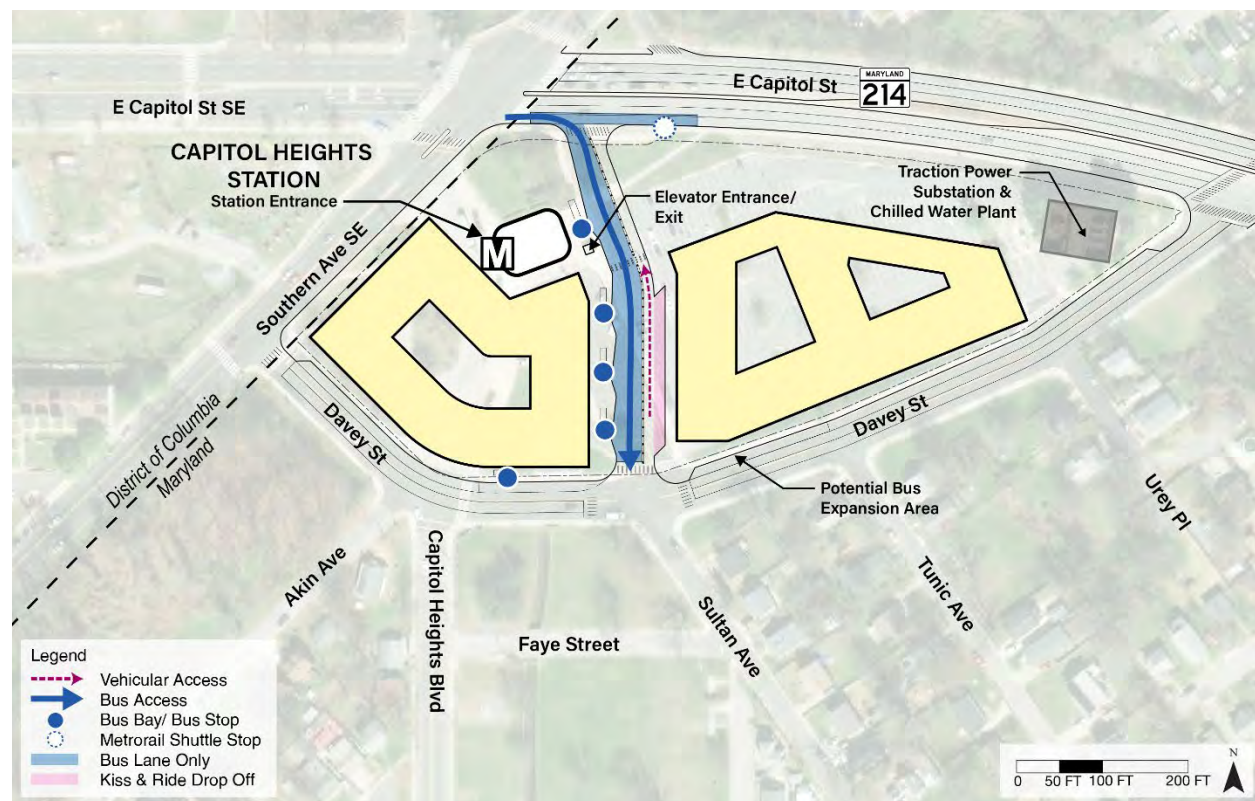 E Capitol St SE
E Capitol St
MARYLAND
214
CAPITOL HEIGHTS
STATION
Station Entrance
M
Elevator Entrance/
Exit
Traction Power
Substation &
Chilled Water Plant
Southern Ave SE
District of Columbia
Maryland
Davey St
Davey St
Potential Bus
Expansion Area
Urey Pl
Akin Ave
Capitol Heights Blvd
Faye Street
Sultan Ave
Tunic Ave
Legend
Vehicular Access
Bus Access
Bus Bay/ Bus Stop
Metrorail Shuttle Stop
Bus Lane Only
Kiss & Ride Drop Off
N
0 50 FT 100 FT 200 FT